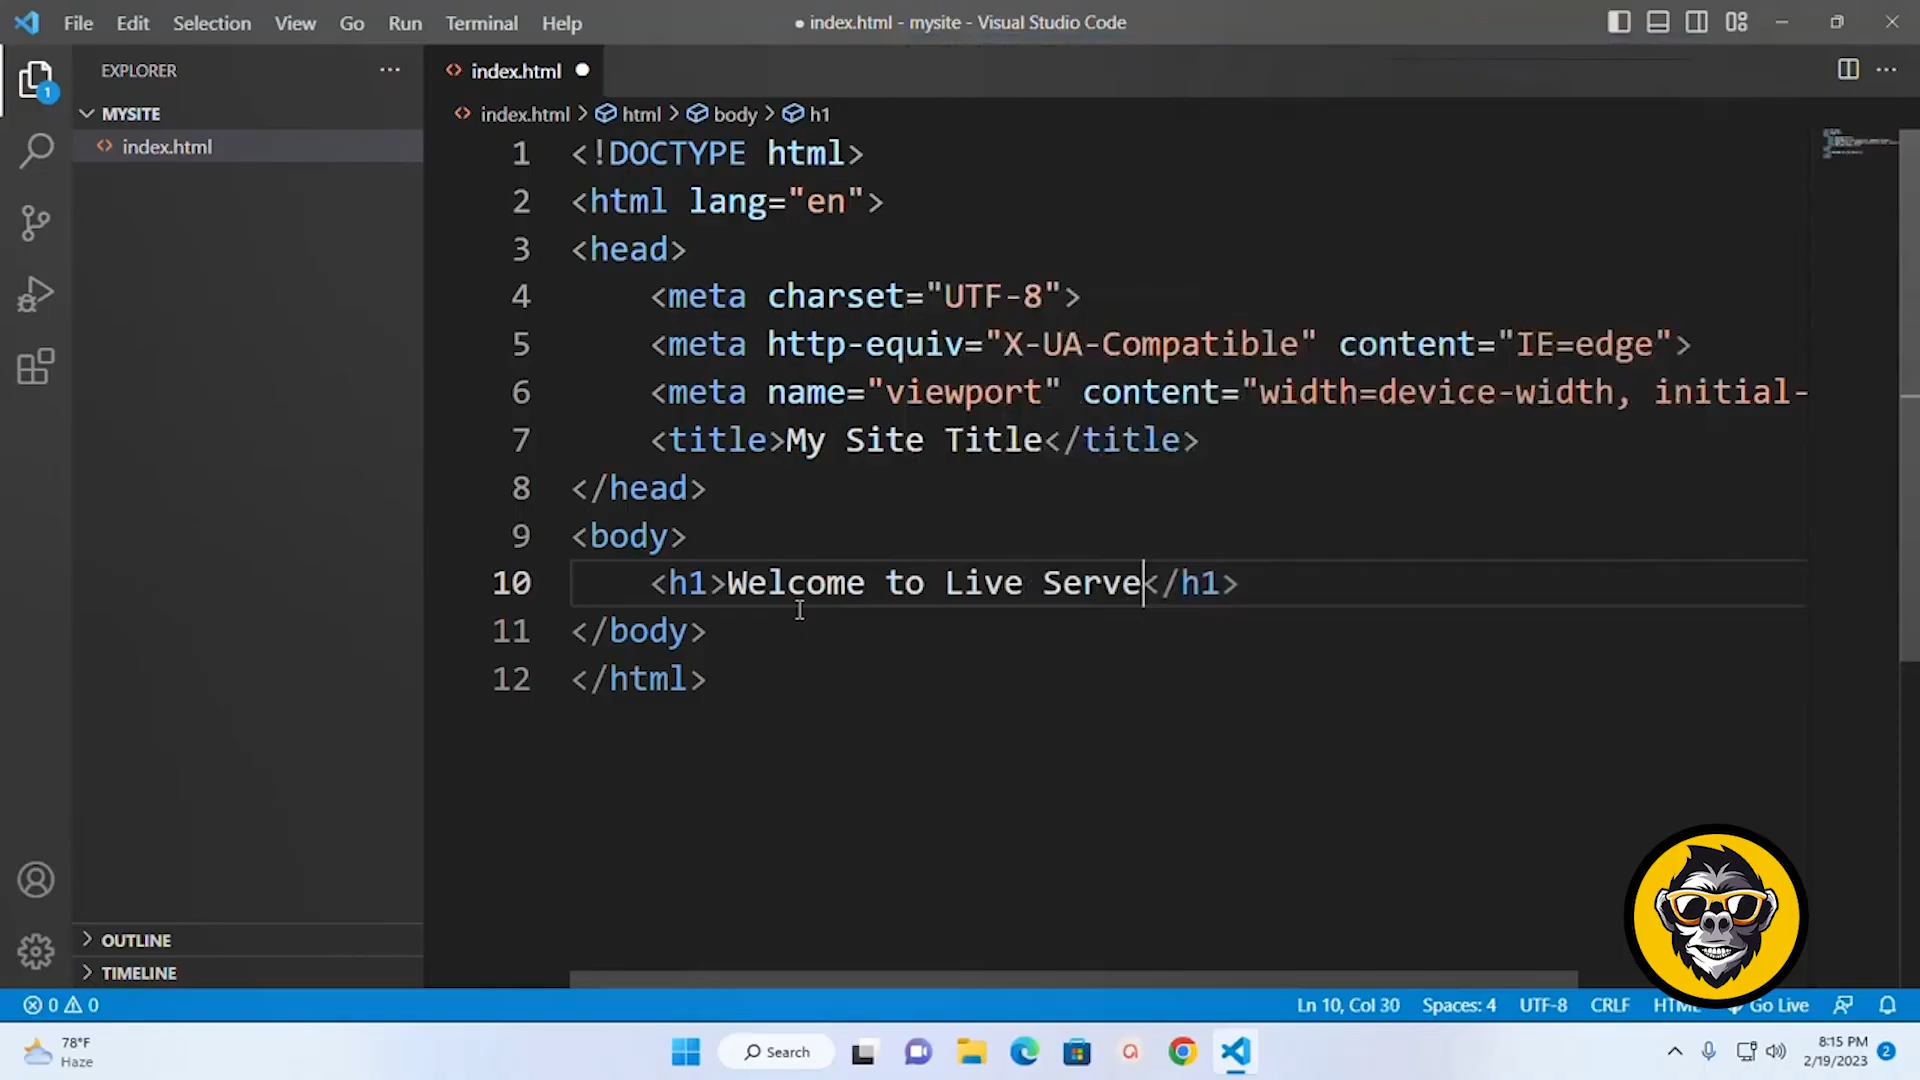 File Edit Selection View Go Run Terminal Help
● index.html - mysite - Visual Studio Code
EXPLORER
MYSITE
index.html
OUTLINE
TIMELINE
1
index.html
index.html > html > body > h1
1 <!DOCTYPE html>
2 <html lang="en">
3 <head>
4 <meta charset="UTF-8">
5 <meta http-equiv="X-UA-Compatible" content="IE=edge">
6 <meta name="viewport" content="width=device-width, initial-
7 <title>My Site Title</title>
8 </head>
9 <body>
10 <h1>Welcome to Live Serve</h1>
11 </body>
12 </html>
0 0
Ln 10, Col 30 Spaces: 4 UTF-8 CRLF HTML Go Live
78°F
Haze
Search
8:15 PM
2/19/2023
2